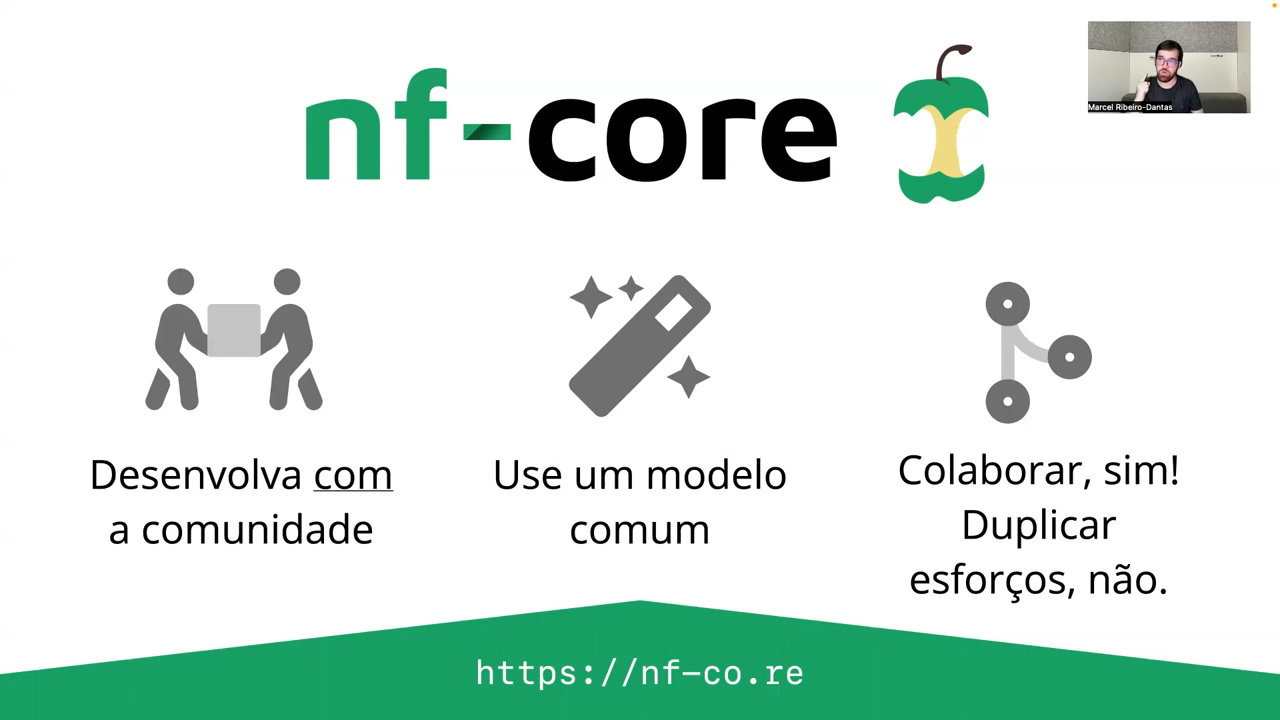 nf-core
Marcel Ribeiro-Dantas
Desenvolva com
a comunidade
Use um modelo
comum
Colaborar, sim!
Duplicar
esforços, não.
https://nf-co.re